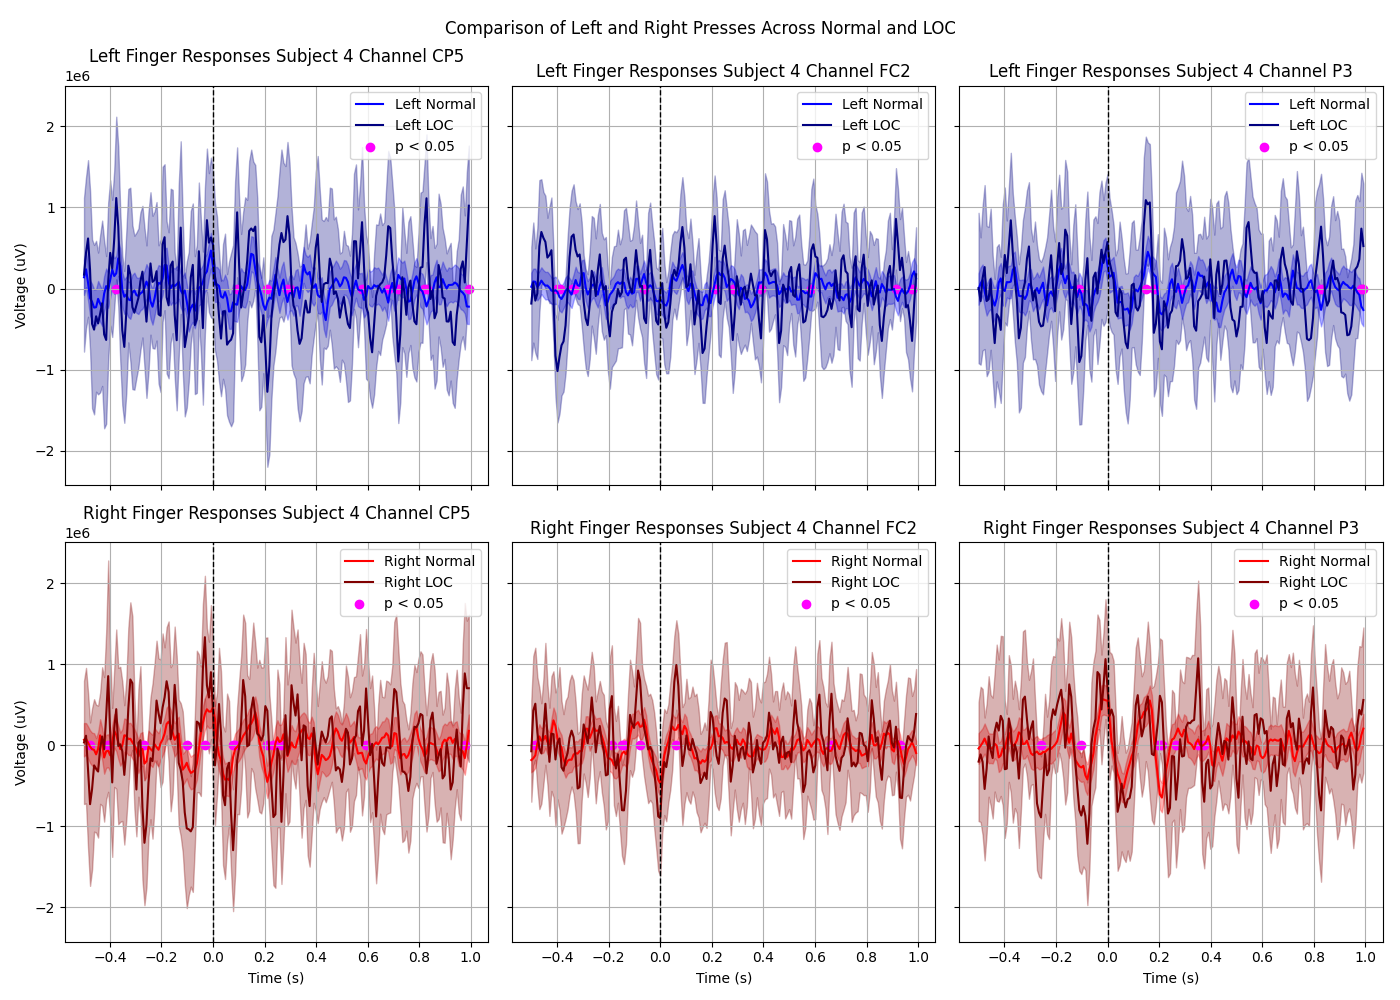 Comparison of Left and Right Presses Across Normal and LOC
Left Finger Responses Subject 4 Channel CP5
Left Finger Responses Subject 4 Channel FC2
Left Finger Responses Subject 4 Channel P3
1e6
Left Normal
Left LOC
p < 0.05
Left Normal
Left LOC
p < 0.05
Left Normal
Left LOC
p < 0.05
2
1
0
−1
−2
Voltage (uV)
Right Finger Responses Subject 4 Channel CP5
Right Finger Responses Subject 4 Channel FC2
Right Finger Responses Subject 4 Channel P3
1e6
Right Normal
Right LOC
p < 0.05
Right Normal
Right LOC
p < 0.05
Right Normal
Right LOC
p < 0.05
2
1
0
−1
−2
Voltage (uV)
−0.4 −0.2 0.0 0.2 0.4 0.6 0.8 1.0
−0.4 −0.2 0.0 0.2 0.4 0.6 0.8 1.0
−0.4 −0.2 0.0 0.2 0.4 0.6 0.8 1.0
Time (s)
Time (s)
Time (s)